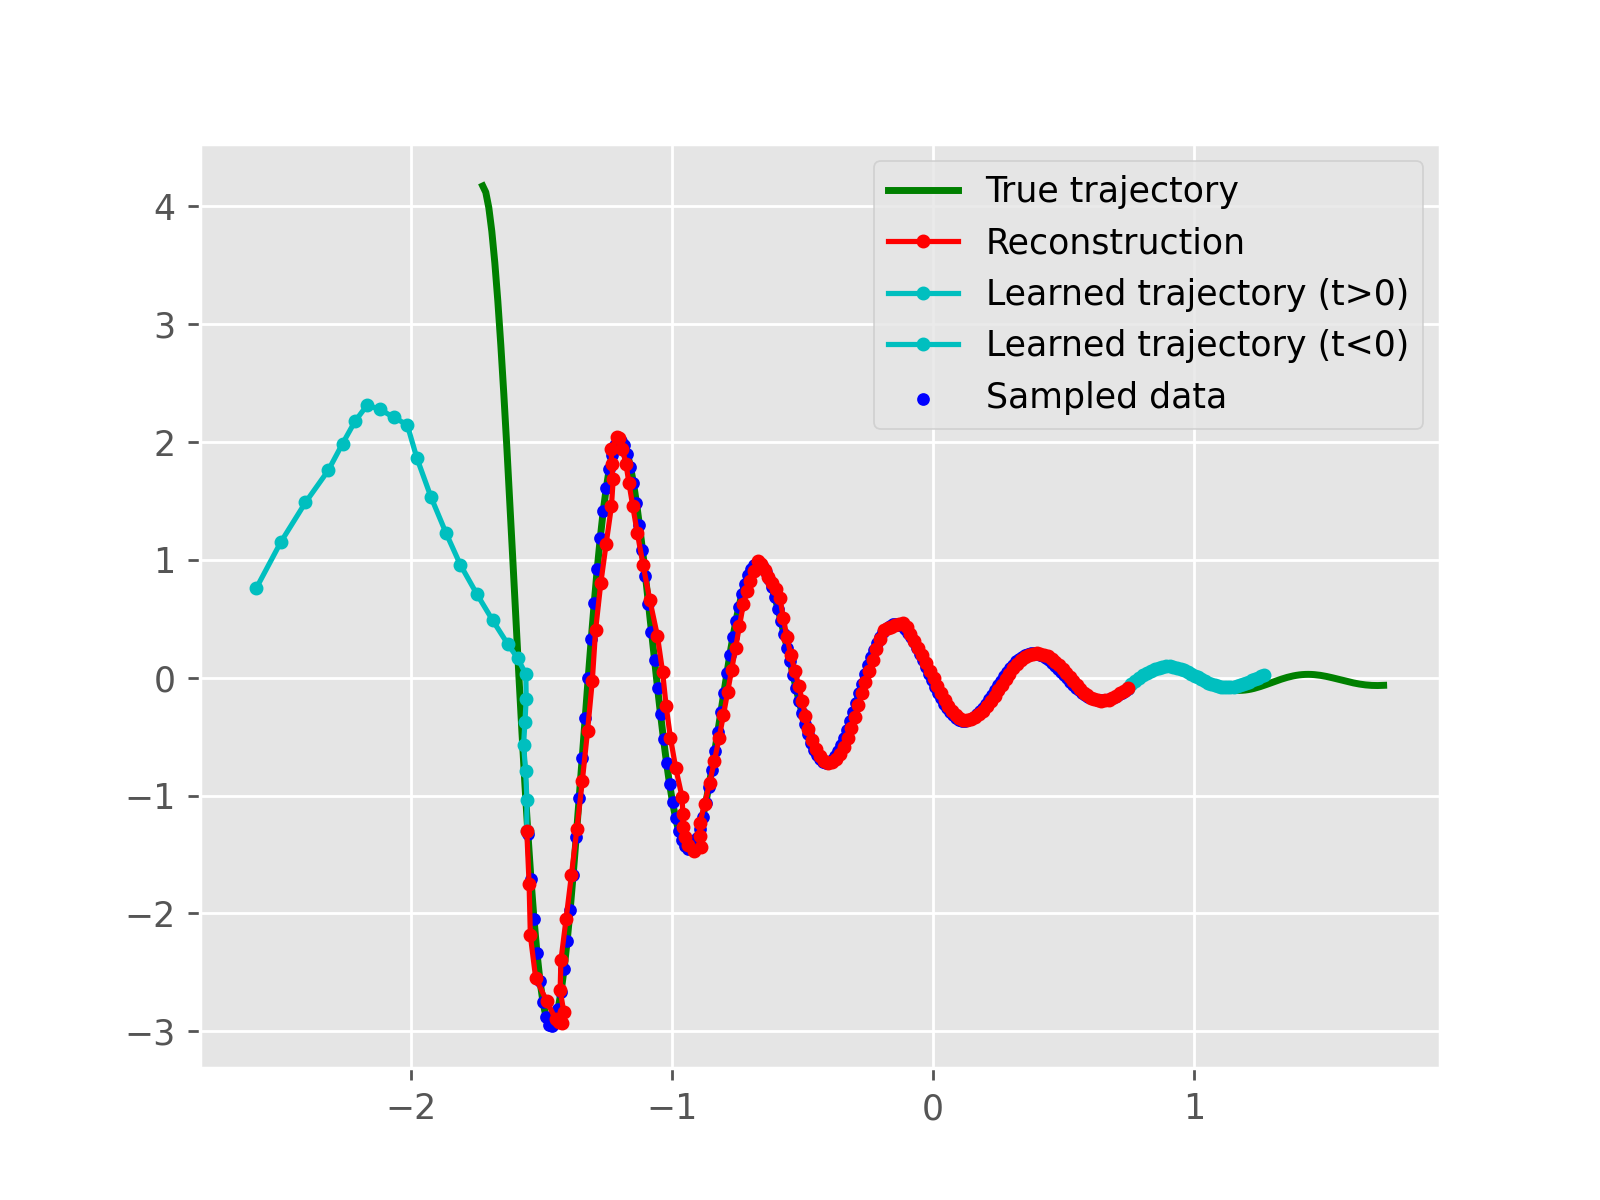 4
3
2
1
0
−1
−2
−3
−2
−1
0
1
True trajectory
Reconstruction
Learned trajectory (t>0)
Learned trajectory (t<0)
Sampled data